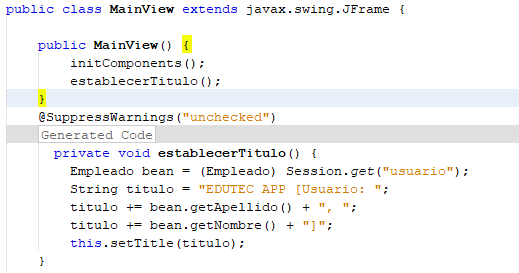 public class MainView extends javax.swing.JFrame {
public MainView() {
initComponents();
establecerTitulo();
}
@SuppressWarnings("unchecked")
Generated Code
private void establecerTitulo() {
Empleado bean = (Empleado) Session.get("usuario");
String titulo = "EDUTEC APP [Usuario: ";
titulo += bean.getApellido() + ", ";
titulo += bean.getNombre() + "]";
this.setTitle(titulo);
}